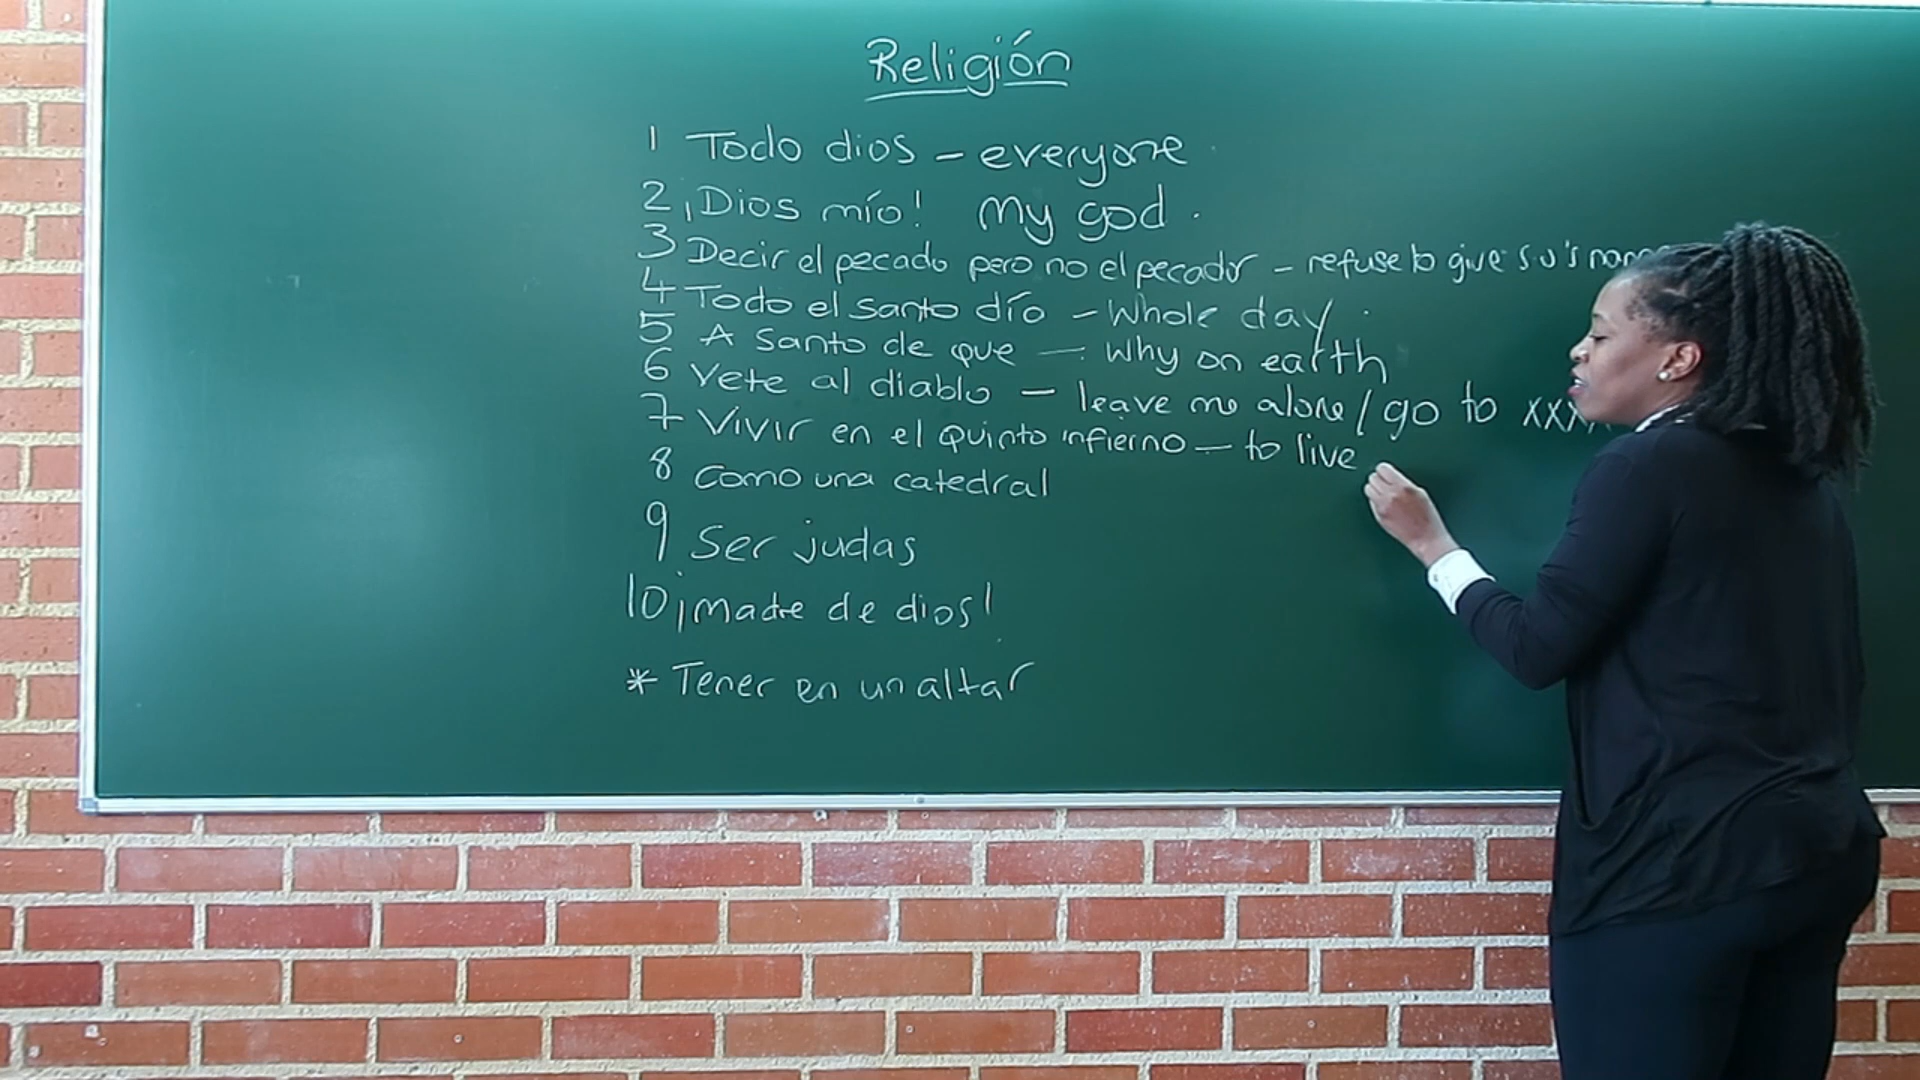 Religión
1 Todo dios - everyone
2 ¡Dios mío! My god.
3 Decir el pecado pero no el pecador - refuse to give s.o's
4 Todo el santo dío - Whole day.
5 A santo de que - Why on earth
6 Vete al diablo - leave me alone / go to xxx
7 Vivir en el quinto infierno - to live
8 Como una catedral
9 Ser judas
10 ¡Madre de dios!
* Tener en un altar